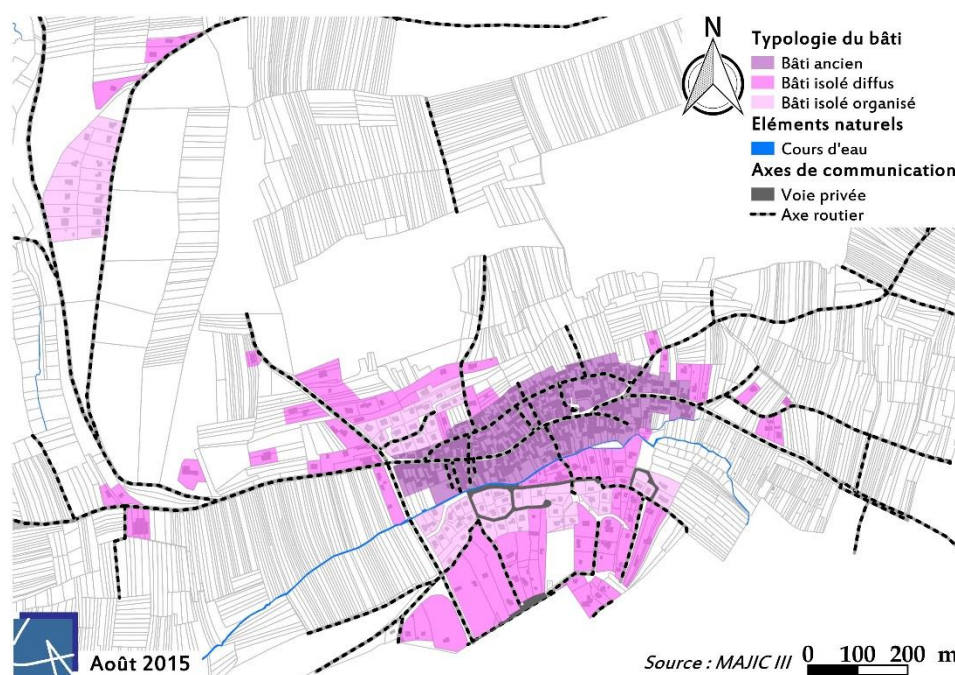 N
Typologie du bâti
Bâti ancien
Bâti isolé diffus
Bâti isolé organisé
Eléments naturels
Cours d'eau
Axes de communication
Voie privée
Axe routier
Août 2015
Source : MAJIC III 0 100 200 m